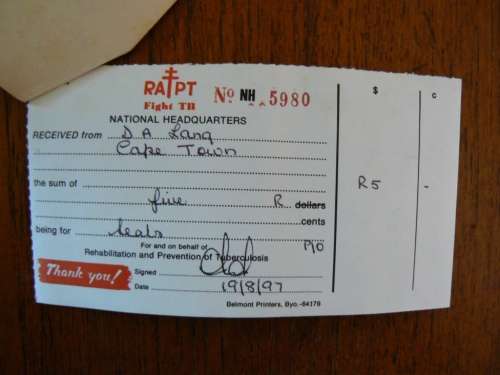 RAPT
Fight TB
No NH 5980
NATIONAL HEADQUARTERS
$ c
RECEIVED from D A Lang
Cape Town
the sum of
five R dollars
R5 -
cents
being for seals P/O
For and on behalf of
Rehabilitation and Prevention of Tuberculosis
Thank you!
Signed
Date 19/8/97
Belmont Printers, Byo.-64176